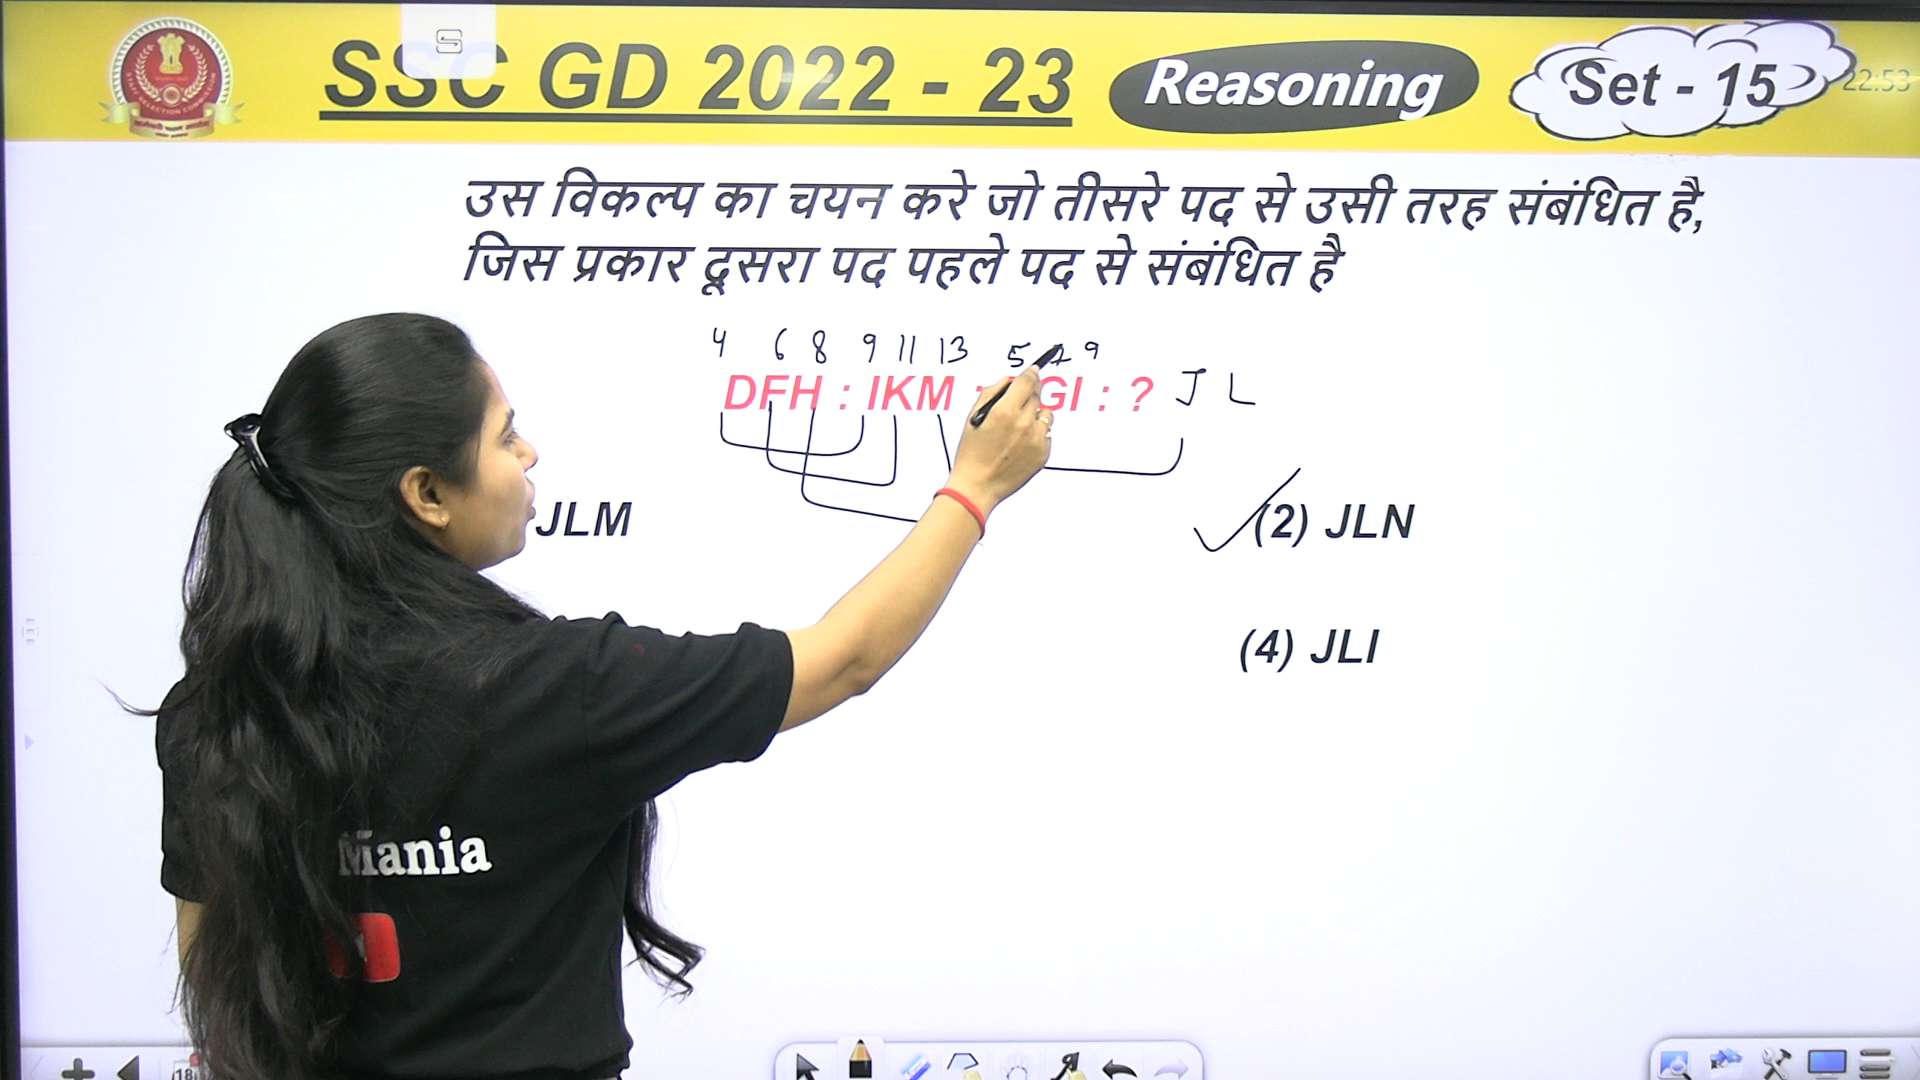 SSC GD 2022 - 23
Reasoning
Set - 15
22:53
उस विकल्प का चयन करे जो तीसरे पद से उसी तरह संबंधित है,
जिस प्रकार दूसरा पद पहले पद से संबंधित है
4 6 8 9 11 13 5 7 9
DFH : IKM : GI : ? J L
JLM
(2) JLN
(4) JLI
Mania
18